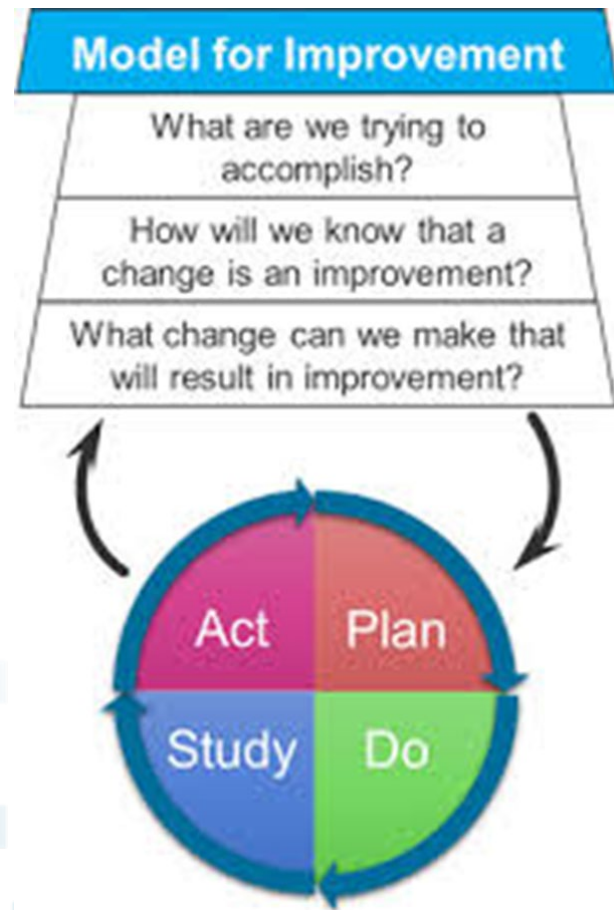 Model for Improvement
What are we trying to
accomplish?
How will we know that a
change is an improvement?
What change can we make that
will result in improvement?
Act
Plan
Study
Do